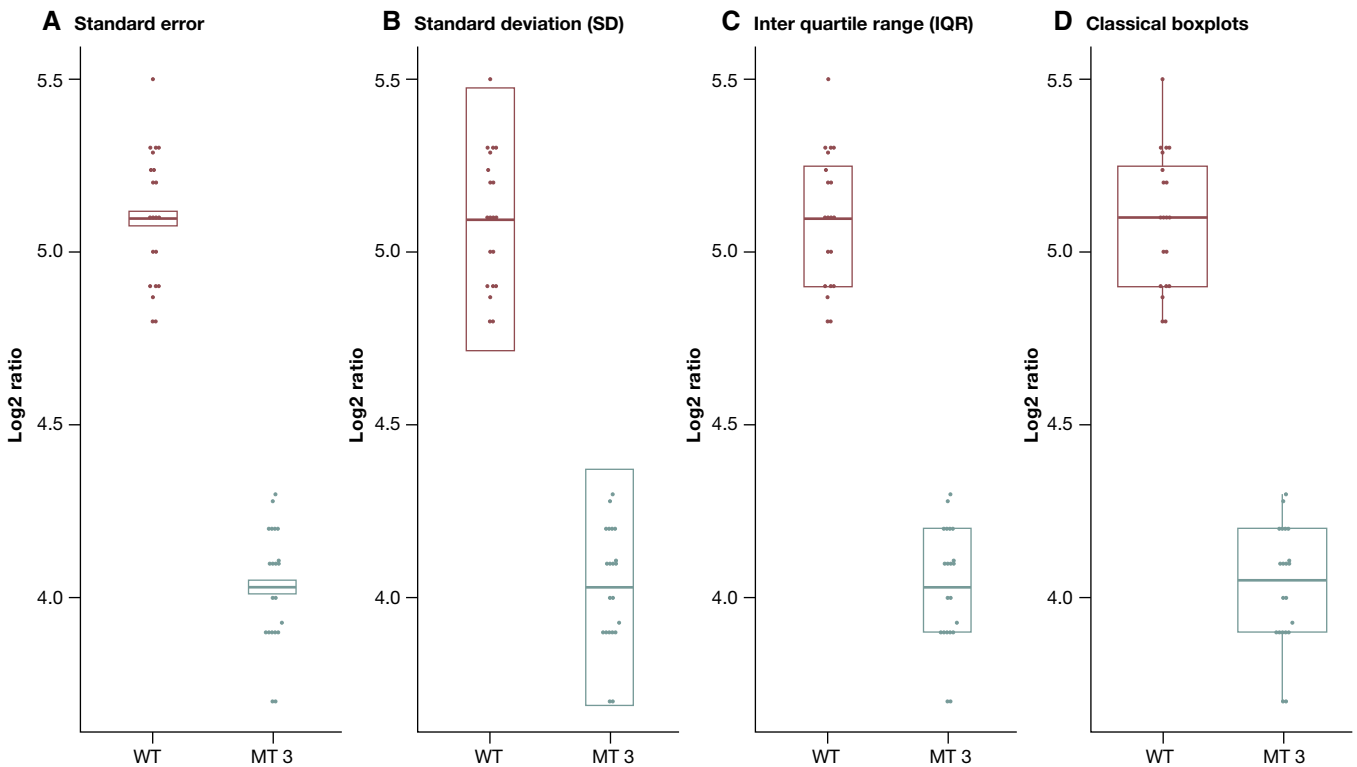 A Standard error
5.5
5.0
4.5
4.0
Log2 ratio
WT MT 3
B Standard deviation (SD)
5.5
5.0
4.5
4.0
Log2 ratio
WT MT 3
C Inter quartile range (IQR)
5.5
5.0
4.5
4.0
Log2 ratio
WT MT 3
D Classical boxplots
5.5
5.0
4.5
4.0
Log2 ratio
WT MT 3